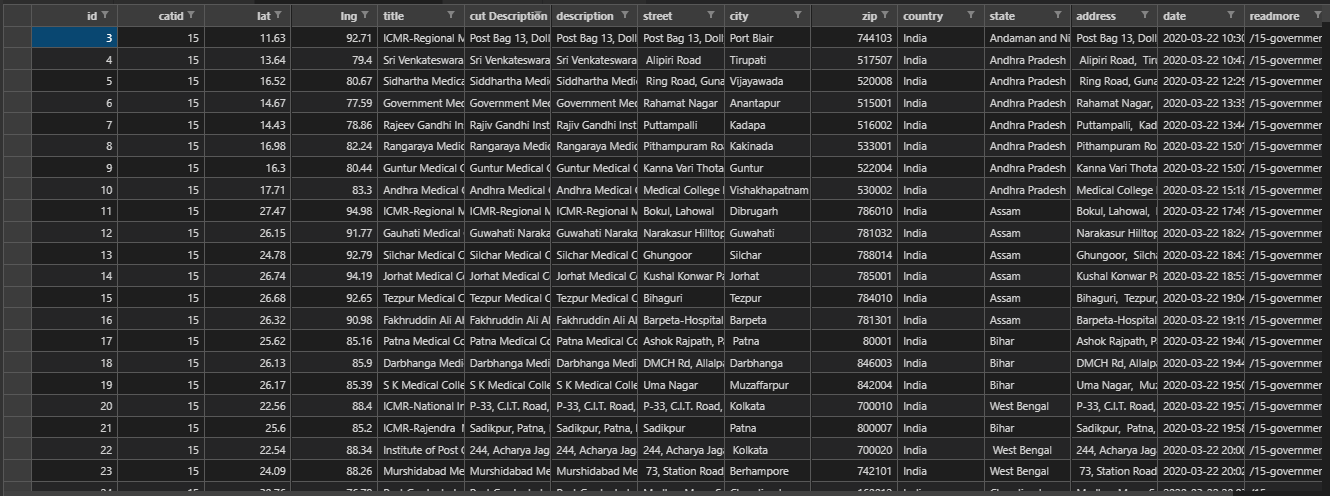 id catid lat lng title cut Description description street city zip country state address date readmore
3 15 11.63 92.71 ICMR-Regional M Post Bag 13, Doll Post Bag 13, Doll Post Bag 13, Doll Port Blair 744103 India Andaman and Ni Post Bag 13, Doll 2020-03-22 10:30 /15-governmer
4 15 13.64 79.4 Sri Venkateswara Sri Venkateswara Sri Venkateswara Alipiri Road Tirupati 517507 India Andhra Pradesh Alipiri Road, Tiru 2020-03-22 10:47 /15-governmer
5 15 16.52 80.67 Sidhartha Medica Siddhartha Medic Siddhartha Medic Ring Road, Guna Vijayawada 520008 India Andhra Pradesh Ring Road, Guna 2020-03-22 12:29 /15-governmer
6 15 14.67 77.59 Government Med Government Med Government Med Rahamat Nagar Anantapur 515001 India Andhra Pradesh Rahamat Nagar, 2020-03-22 13:35 /15-governmer
7 15 14.43 78.86 Rajeev Gandhi In Rajiv Gandhi Inst Rajiv Gandhi Inst Puttampalli Kadapa 516002 India Andhra Pradesh Puttampalli, Kad 2020-03-22 13:44 /15-governmer
8 15 16.98 82.24 Rangaraya Medic Rangaraya Medic Rangaraya Medic Pithampuram Ro Kakinada 533001 India Andhra Pradesh Pithampuram Ro 2020-03-22 15:01 /15-governmer
9 15 16.3 80.44 Guntur Medical C Guntur Medical C Guntur Medical C Kanna Vari Thota Guntur 522004 India Andhra Pradesh Kanna Vari Thota 2020-03-22 15:07 /15-governmer
10 15 17.71 83.3 Andhra Medical C Andhra Medical C Andhra Medical C Medical College Vishakhapatnam 530002 India Andhra Pradesh Medical College 2020-03-22 15:18 /15-governmer
11 15 27.47 94.98 ICMR-Regional M ICMR-Regional M ICMR-Regional M Bokul, Lahowal Dibrugarh 786010 India Assam Bokul, Lahowal, 2020-03-22 17:49 /15-governmer
12 15 26.15 91.77 Gauhati Medical Guwahati Naraka Guwahati Naraka Narakasur Hilltop Guwahati 781032 India Assam Narakasur Hilltop 2020-03-22 18:24 /15-governmer
13 15 24.78 92.79 Silchar Medical C Silchar Medical C Silchar Medical C Ghungoor Silchar 788014 India Assam Ghungoor, Silcha 2020-03-22 18:43 /15-governmer
14 15 26.74 94.19 Jorhat Medical C Jorhat Medical C Jorhat Medical C Kushal Konwar Pa Jorhat 785001 India Assam Kushal Konwar Pa 2020-03-22 18:53 /15-governmer
15 15 26.68 92.65 Tezpur Medical C Tezpur Medical C Tezpur Medical C Bihaguri Tezpur 784010 India Assam Bihaguri, Tezpur, 2020-03-22 19:04 /15-governmer
16 15 26.32 90.98 Fakhruddin Ali Al Fakhruddin Ali Al Fakhruddin Ali Al Barpeta-Hospital Barpeta 781301 India Assam Barpeta-Hospital 2020-03-22 19:19 /15-governmer
17 15 25.62 85.16 Patna Medical Co Patna Medical Co Patna Medical Co Ashok Rajpath, P Patna 80001 India Bihar Ashok Rajpath, P 2020-03-22 19:40 /15-governmer
18 15 26.13 85.9 Darbhanga Medi Darbhanga Medi Darbhanga Medi DMCH Rd, Allalpa Darbhanga 846003 India Bihar DMCH Rd, Allalpa 2020-03-22 19:44 /15-governmer
19 15 26.17 85.39 S K Medical Colle S K Medical Colle S K Medical Colle Uma Nagar Muzaffarpur 842004 India Bihar Uma Nagar, Muz 2020-03-22 19:50 /15-governmer
20 15 22.56 88.4 ICMR-National In P-33, C.I.T. Road, P-33, C.I.T. Road, P-33, C.I.T. Road, Kolkata 700010 India West Bengal P-33, C.I.T. Road, 2020-03-22 19:57 /15-governmer
21 15 25.6 85.2 ICMR-Rajendra M Sadikpur, Patna, Sadikpur, Patna, Sadikpur Patna 800007 India Bihar Sadikpur, Patna, 2020-03-22 19:58 /15-governmer
22 15 22.54 88.34 Institute of Post 244, Acharya Jag 244, Acharya Jag 244, Acharya Jag Kolkata 700020 India West Bengal 244, Acharya Jag 2020-03-22 20:00 /15-governmer
23 15 24.09 88.26 Murshidabad Me Murshidabad Me Murshidabad Me 73, Station Road Berhampore 742101 India West Bengal 73, Station Road 2020-03-22 20:02 /15-governmer